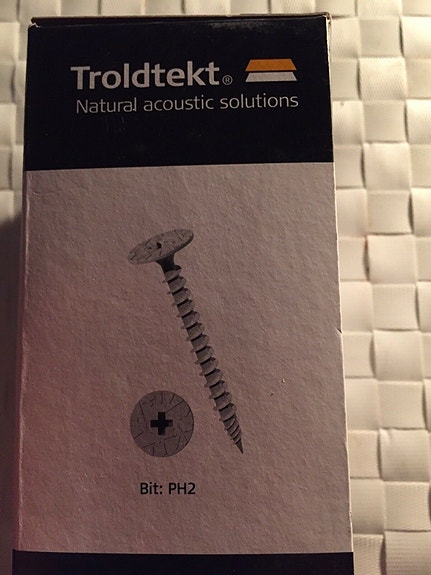 Troldtekt®
Natural acoustic solutions
Bit: PH2